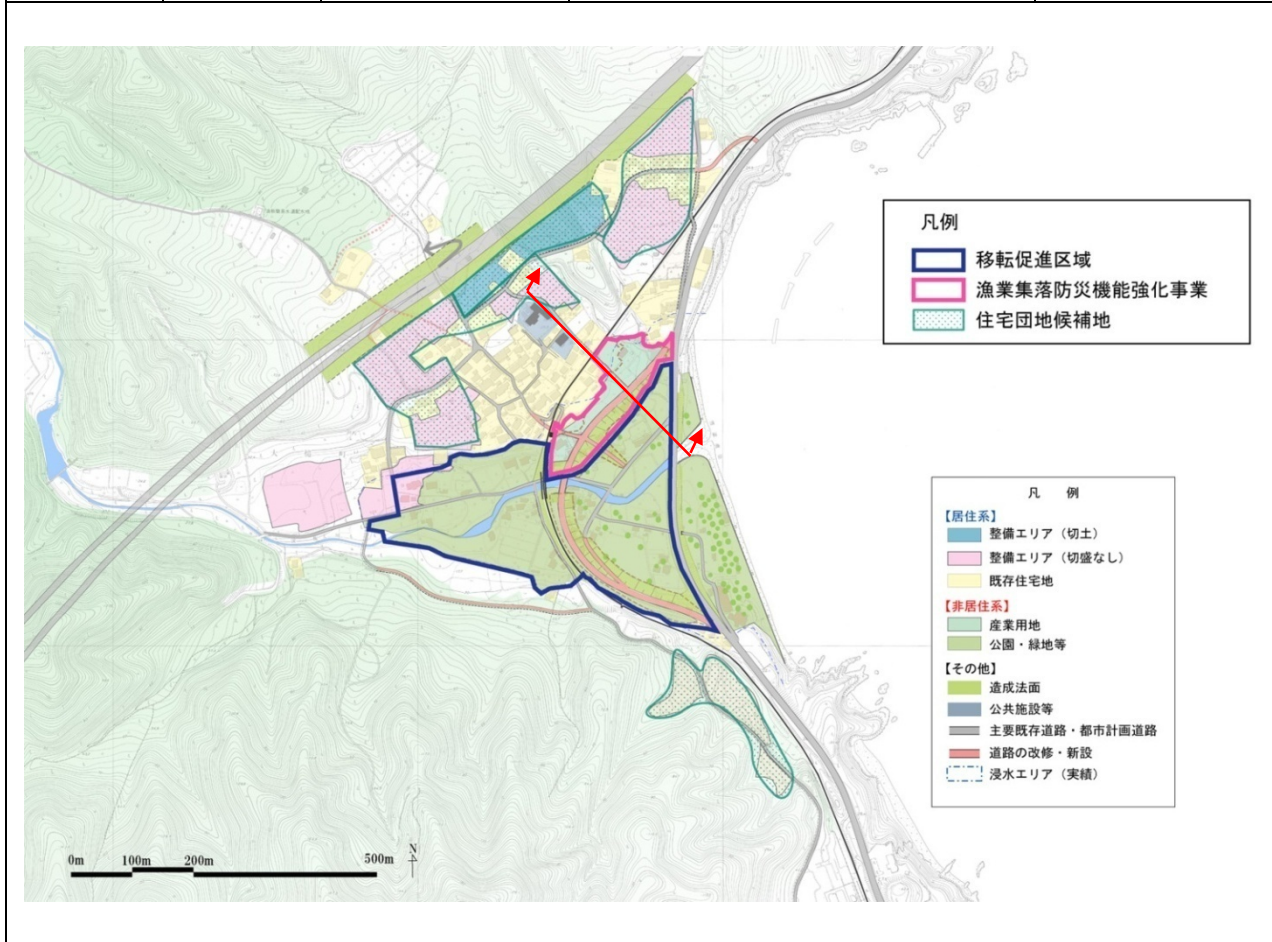 凡例
移転促進区域
漁業集落防災機能強化事業
住宅団地候補地
凡 例
【居住系】
整備エリア（切土）
整備エリア（切盛なし）
既存住宅地
【非居住系】
産業用地
公園・緑地等
【その他】
造成法面
公共施設等
主要既存道路・都市計画道路
道路の改修・新設
浸水エリア（実績）
0m 100m 200m 500m
N